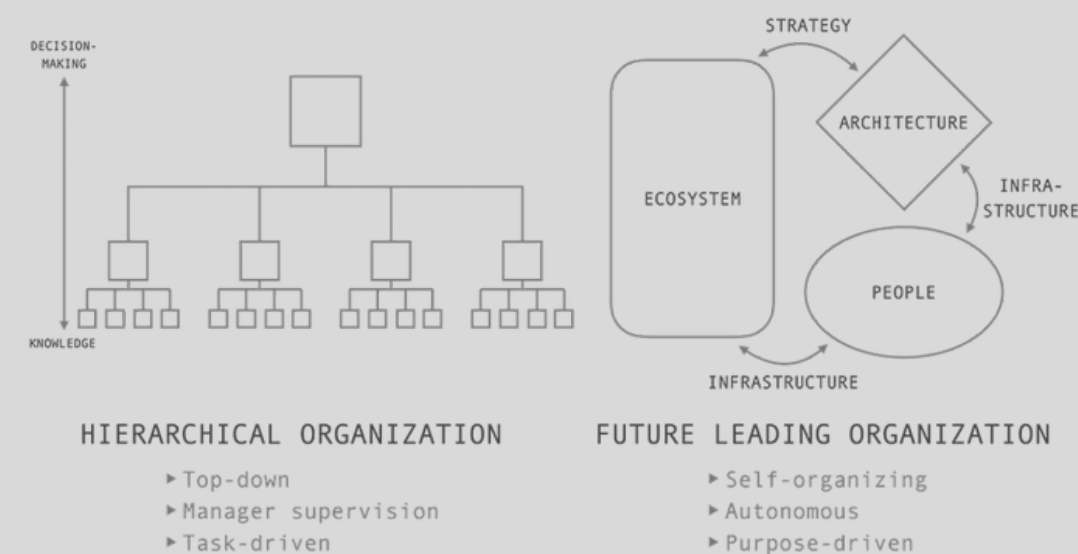 DECISION-
MAKING
KNOWLEDGE
HIERARCHICAL ORGANIZATION
▸Top-down
▸Manager supervision
▸Task-driven
STRATEGY
ARCHITECTURE
ECOSYSTEM
INFRA-
STRUCTURE
PEOPLE
INFRASTRUCTURE
FUTURE LEADING ORGANIZATION
▸Self-organizing
▸Autonomous
▸Purpose-driven